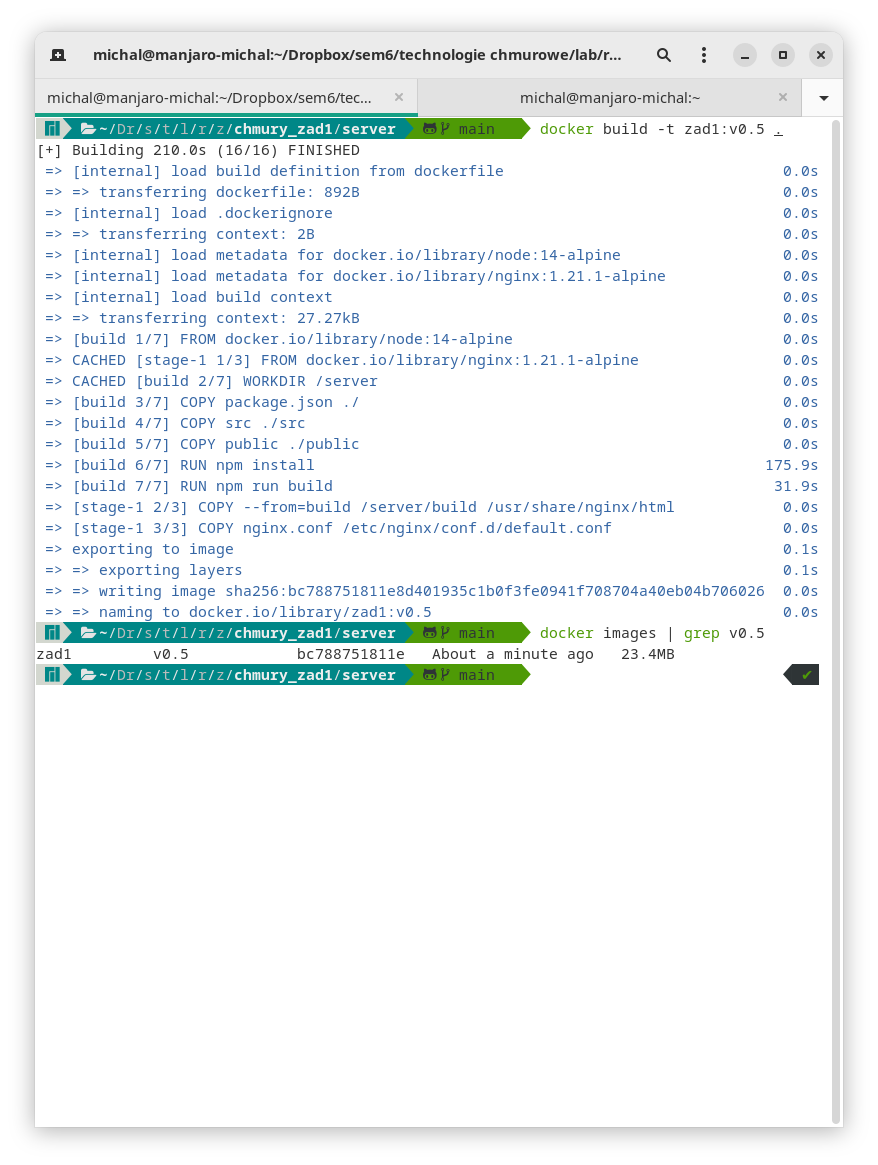 michal@manjaro-michal:~/Dropbox/sem6/technologie chmurowe/lab/r...
michal@manjaro-michal:~/Dropbox/sem6/tec...
michal@manjaro-michal:~
~/Dr/s/t/l/r/z/chmury_zad1/server main docker build -t zad1:v0.5 .
[+] Building 210.0s (16/16) FINISHED
=> [internal] load build definition from dockerfile 0.0s
=> => transferring dockerfile: 892B 0.0s
=> [internal] load .dockerignore 0.0s
=> => transferring context: 2B 0.0s
=> [internal] load metadata for docker.io/library/node:14-alpine 0.0s
=> [internal] load metadata for docker.io/library/nginx:1.21.1-alpine 0.0s
=> [internal] load build context 0.0s
=> => transferring context: 27.27kB 0.0s
=> [build 1/7] FROM docker.io/library/node:14-alpine 0.0s
=> CACHED [stage-1 1/3] FROM docker.io/library/nginx:1.21.1-alpine 0.0s
=> CACHED [build 2/7] WORKDIR /server 0.0s
=> [build 3/7] COPY package.json ./ 0.0s
=> [build 4/7] COPY src ./src 0.0s
=> [build 5/7] COPY public ./public 0.0s
=> [build 6/7] RUN npm install 175.9s
=> [build 7/7] RUN npm run build 31.9s
=> [stage-1 2/3] COPY --from=build /server/build /usr/share/nginx/html 0.0s
=> [stage-1 3/3] COPY nginx.conf /etc/nginx/conf.d/default.conf 0.0s
=> exporting to image 0.1s
=> => exporting layers 0.1s
=> => writing image sha256:bc788751811e8d401935c1b0f3fe0941f708704a40eb04b706026 0.0s
=> => naming to docker.io/library/zad1:v0.5 0.0s
~/Dr/s/t/l/r/z/chmury_zad1/server main docker images | grep v0.5
zad1 v0.5 bc788751811e About a minute ago 23.4MB
~/Dr/s/t/l/r/z/chmury_zad1/server main ✔